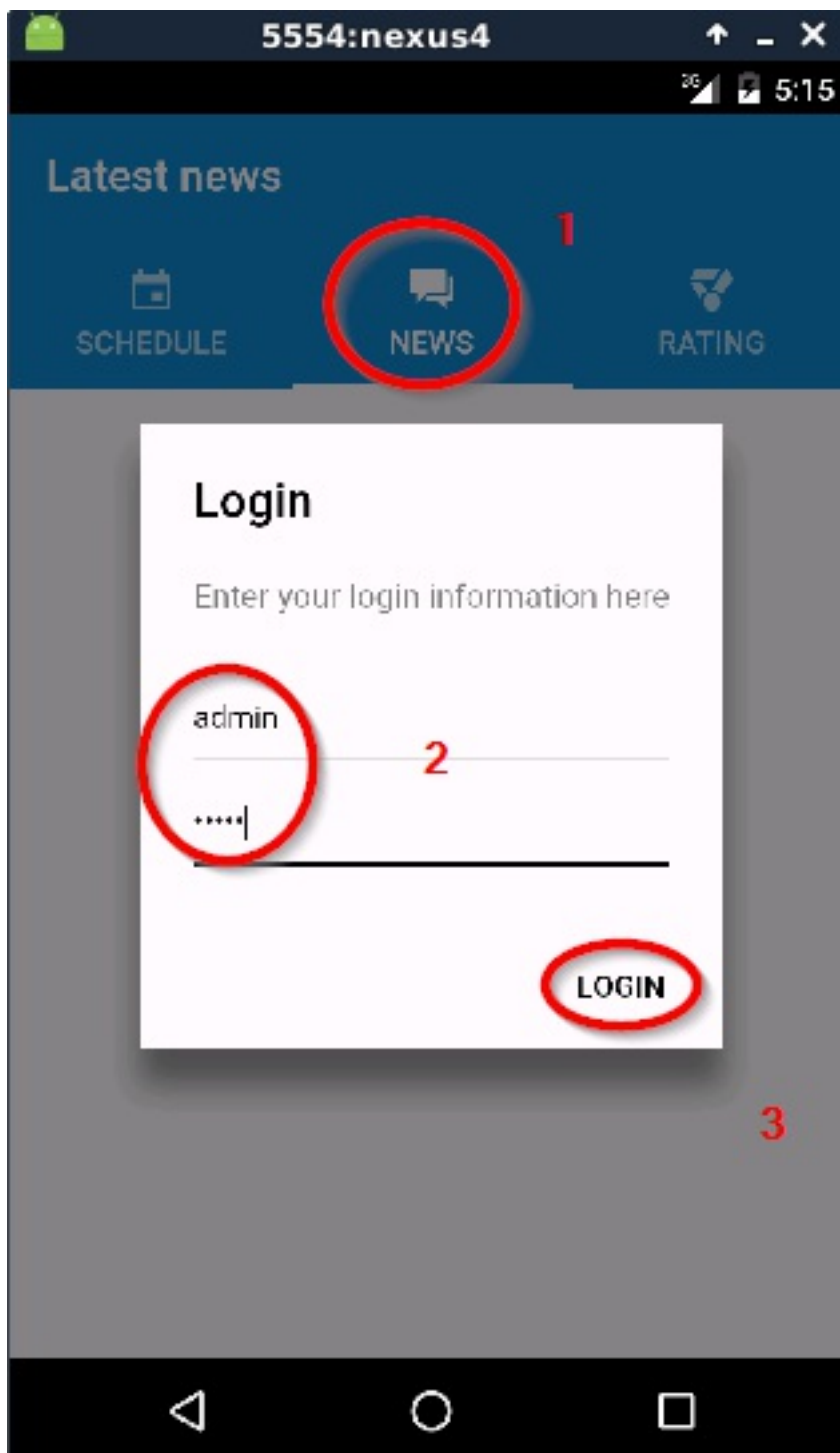 5554:nexus4
3G 5:15
Latest news
1
SCHEDULE NEWS RATING
Login
Enter your login information here
admin
2
•••••
LOGIN
3